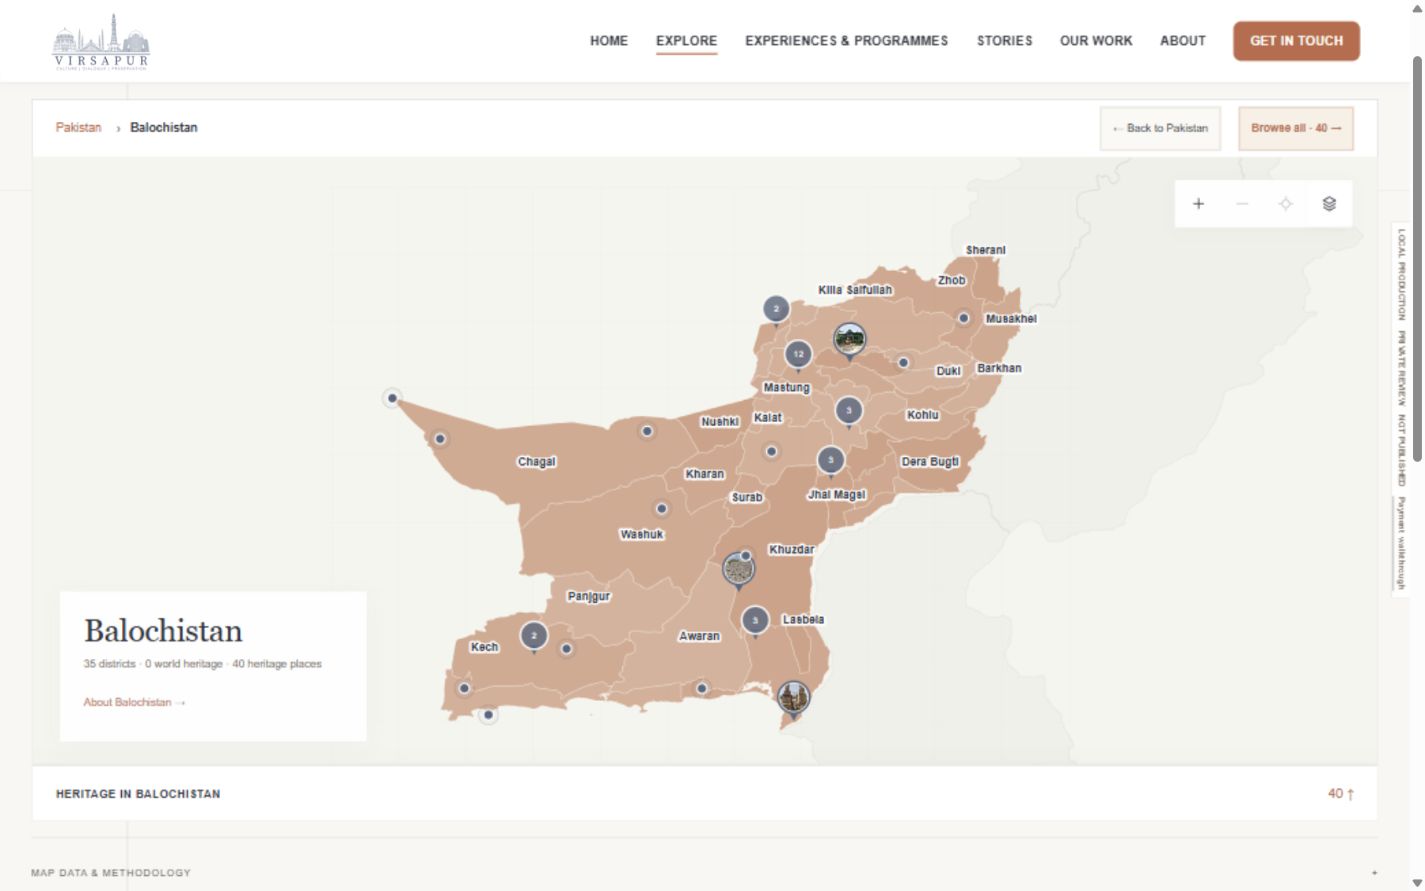 VIRSAPUR
CULTURE | DIALOGUE | PRESERVATION
HOME
EXPLORE
EXPERIENCES & PROGRAMMES
STORIES
OUR WORK
ABOUT
GET IN TOUCH
Pakistan › Balochistan
← Back to Pakistan
Browse all · 40 →
+ −
Sherani
Zhob
Killa Saifullah
2
Musakhel
12
Duki
Barkhan
Mastung
3
Nushki
Kalat
Kohlu
Chagai
Kharan
3
Dera Bugti
Surab
Jhal Magsi
Washuk
Khuzdar
Panjgur
3
Lasbela
Kech
2
Awaran
Balochistan
35 districts · 0 world heritage · 40 heritage places
About Balochistan →
HERITAGE IN BALOCHISTAN
40 ↑
MAP DATA & METHODOLOGY
+
LOCAL PRODUCTION PRIVATE REVIEW NOT PUBLISHED Payment walkthrough